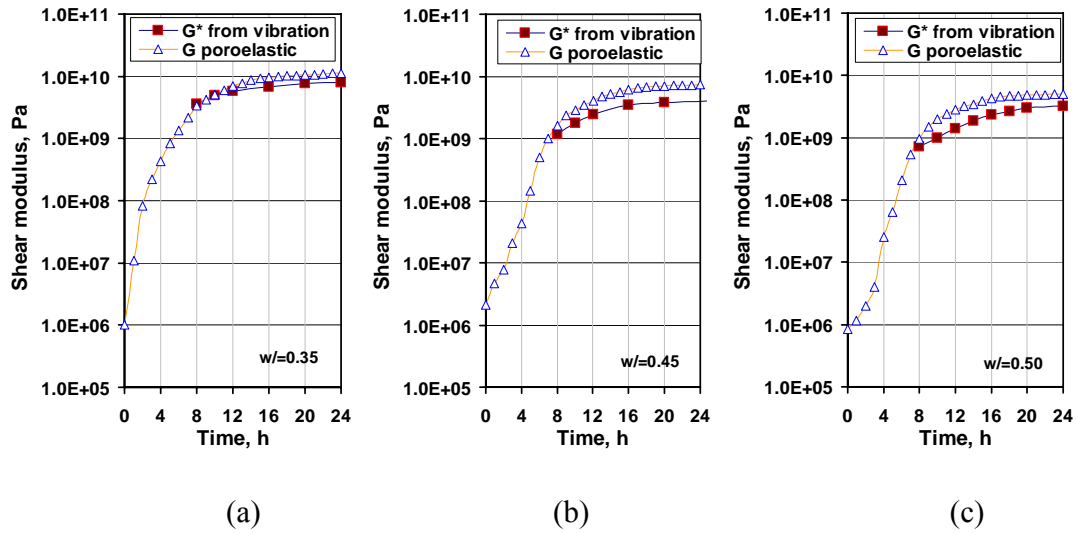 1.0E+11
1.0E+10
1.0E+09
1.0E+08
1.0E+07
1.0E+06
1.0E+05
Shear modulus, Pa
G* from vibration
G poroelastic
w/=0.35
0 4 8 12 16 20 24
Time, h
(a)
1.0E+11
1.0E+10
1.0E+09
1.0E+08
1.0E+07
1.0E+06
1.0E+05
Shear modulus, Pa
G* from vibration
G poroelastic
w/=0.45
0 4 8 12 16 20 24
Time, h
(b)
1.0E+11
1.0E+10
1.0E+09
1.0E+08
1.0E+07
1.0E+06
1.0E+05
Shear modulus, Pa
G* from vibration
G poroelastic
w/=0.50
0 4 8 12 16 20 24
Time, h
(c)